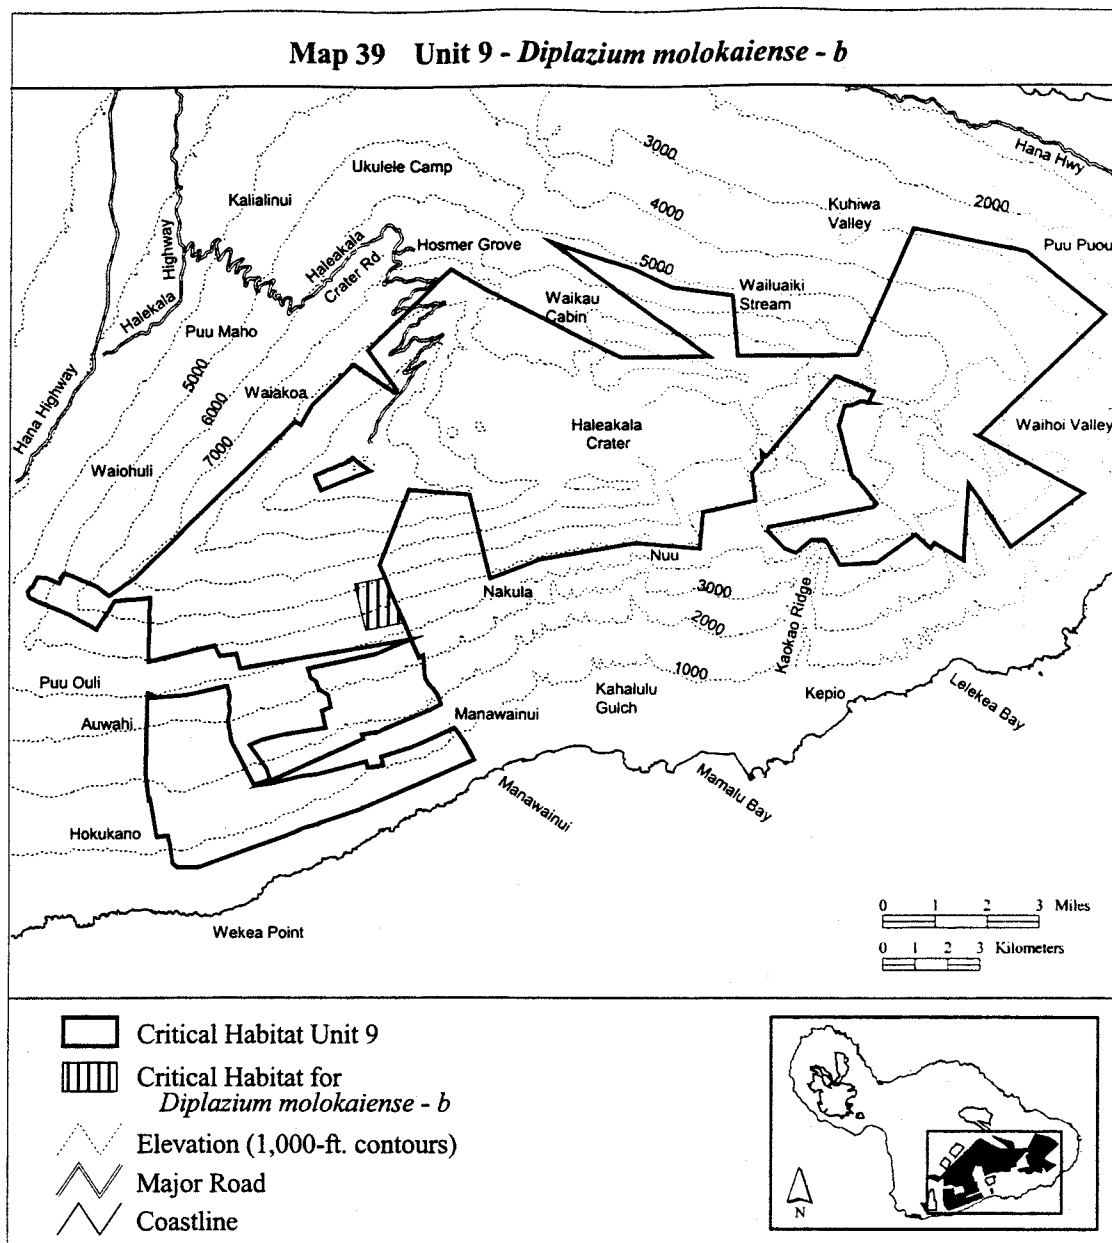 Map 39 Unit 9 - Diplazium molokaiense - b
Hana Hwy
3000
Ukulele Camp
Kalialinui
4000
2000
Kuhiwa
Valley
Puu Puou
Highway
Haleakala
Crater Rd.
Hosmer Grove
5000
Wailuaiki
Stream
Waikau
Cabin
Halekala
Puu Maho
5000
6000
7000
Waiakoa
Hana Highway
Haleakala
Crater
Waihoi Valley
Waiohuli
Nuu
Nakula
3000
2000
1000
Kaokao Ridge
Puu Ouli
Auwahi
Manawainui
Kahalulu
Gulch
Kepio
Lelekea Bay
Manawainui
Mamalu Bay
Hokukano
Wekea Point
0 1 2 3 Miles
0 1 2 3 Kilometers
Critical Habitat Unit 9
Critical Habitat for
Diplazium molokaiense - b
Elevation (1,000-ft. contours)
Major Road
Coastline
N